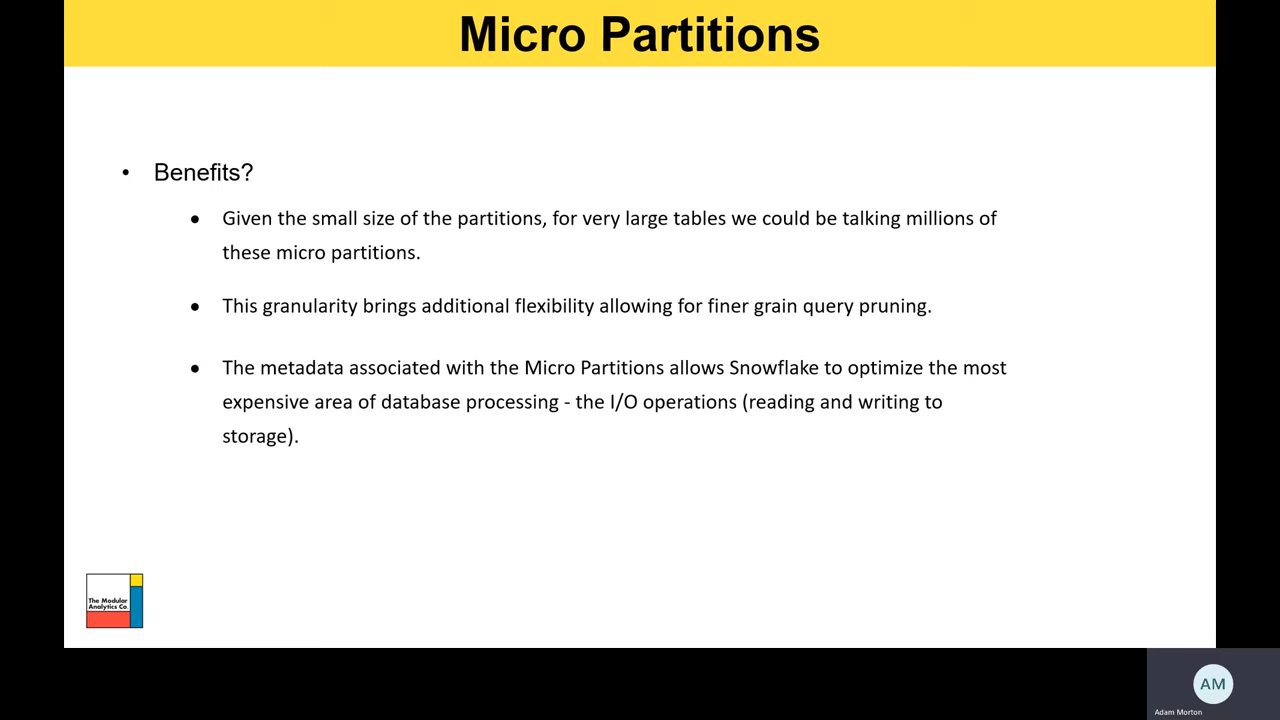 Micro Partitions
• Benefits?
● Given the small size of the partitions, for very large tables we could be talking millions of
these micro partitions.
● This granularity brings additional flexibility allowing for finer grain query pruning.
● The metadata associated with the Micro Partitions allows Snowflake to optimize the most
expensive area of database processing - the I/O operations (reading and writing to
storage).
The Modular
Analytics Co.
AM
Adam Morton